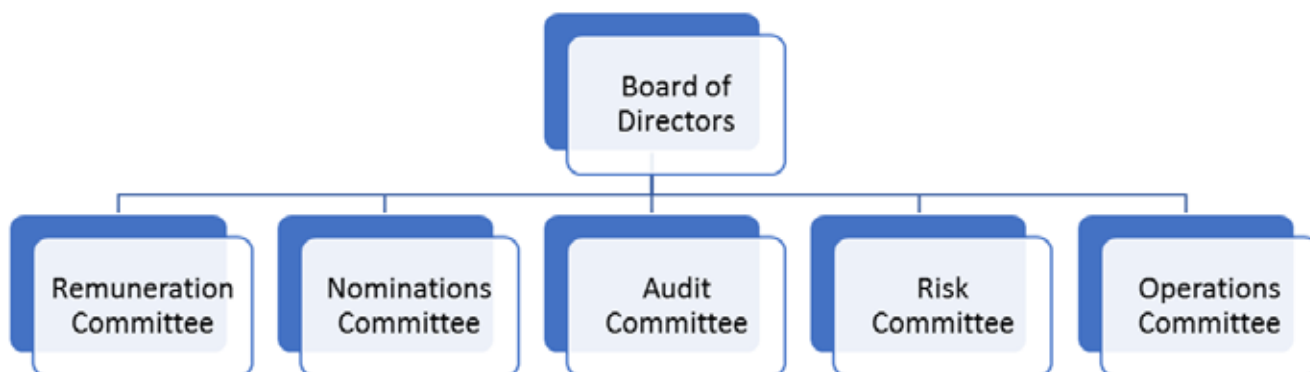 Board of
Directors
Remuneration
Committee
Nominations
Committee
Audit
Committee
Risk
Committee
Operations
Committee